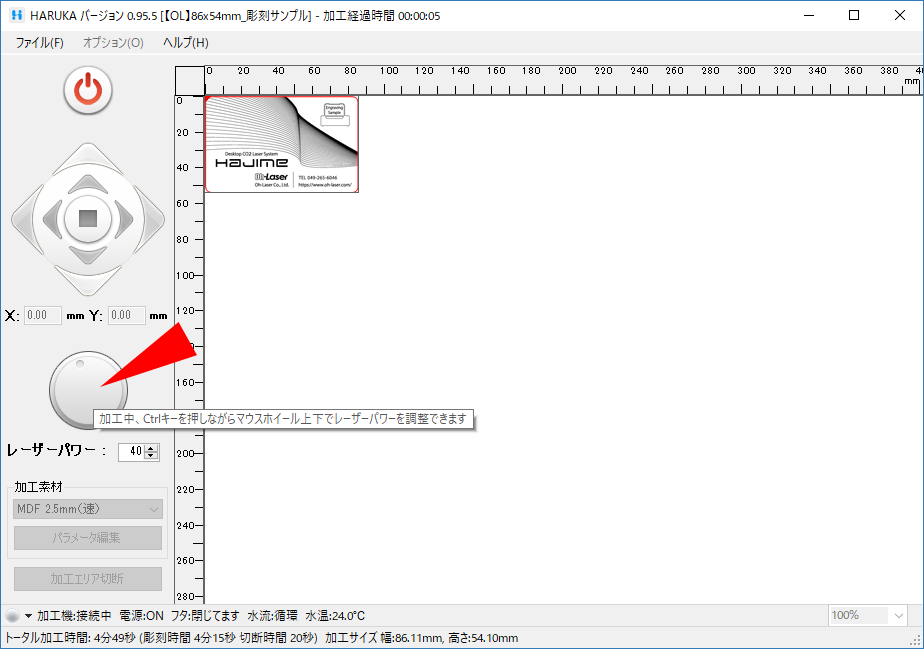 HARUKA バージョン 0.95.5 [【OL】86x54mm_彫刻サンプル] - 加工経過時間 00:00:05
ファイル(F) オプション(O) ヘルプ(H)
0 20 40 60 80 100 120 140 160 180 200 220 240 260 280 300 320 340 360 380 40
mm
0
20
40
60
80
100
120
160
200
220
240
260
280
Engraving
Sample
Desktop CO2 Laser System
HAJIME
Oh-Laser
Oh-Laser Co., Ltd.
TEL 049-265-6046
https://www.oh-laser.com/
X: 0.00 mm Y: 0.00 mm
加工中、Ctrlキーを押しながらマウスホイール上下でレーザーパワーを調整できます
レーザーパワー : 40
加工素材
MDF 2.5mm(速)
パラメータ編集
加工エリア切断
加工機:接続中 電源:ON フタ:閉じてます 水流:循環 水温:24.0°C
100%
トータル加工時間: 4分49秒 (彫刻時間 4分15秒 切断時間 20秒) 加工サイズ 幅:86.11mm, 高さ:54.10mm